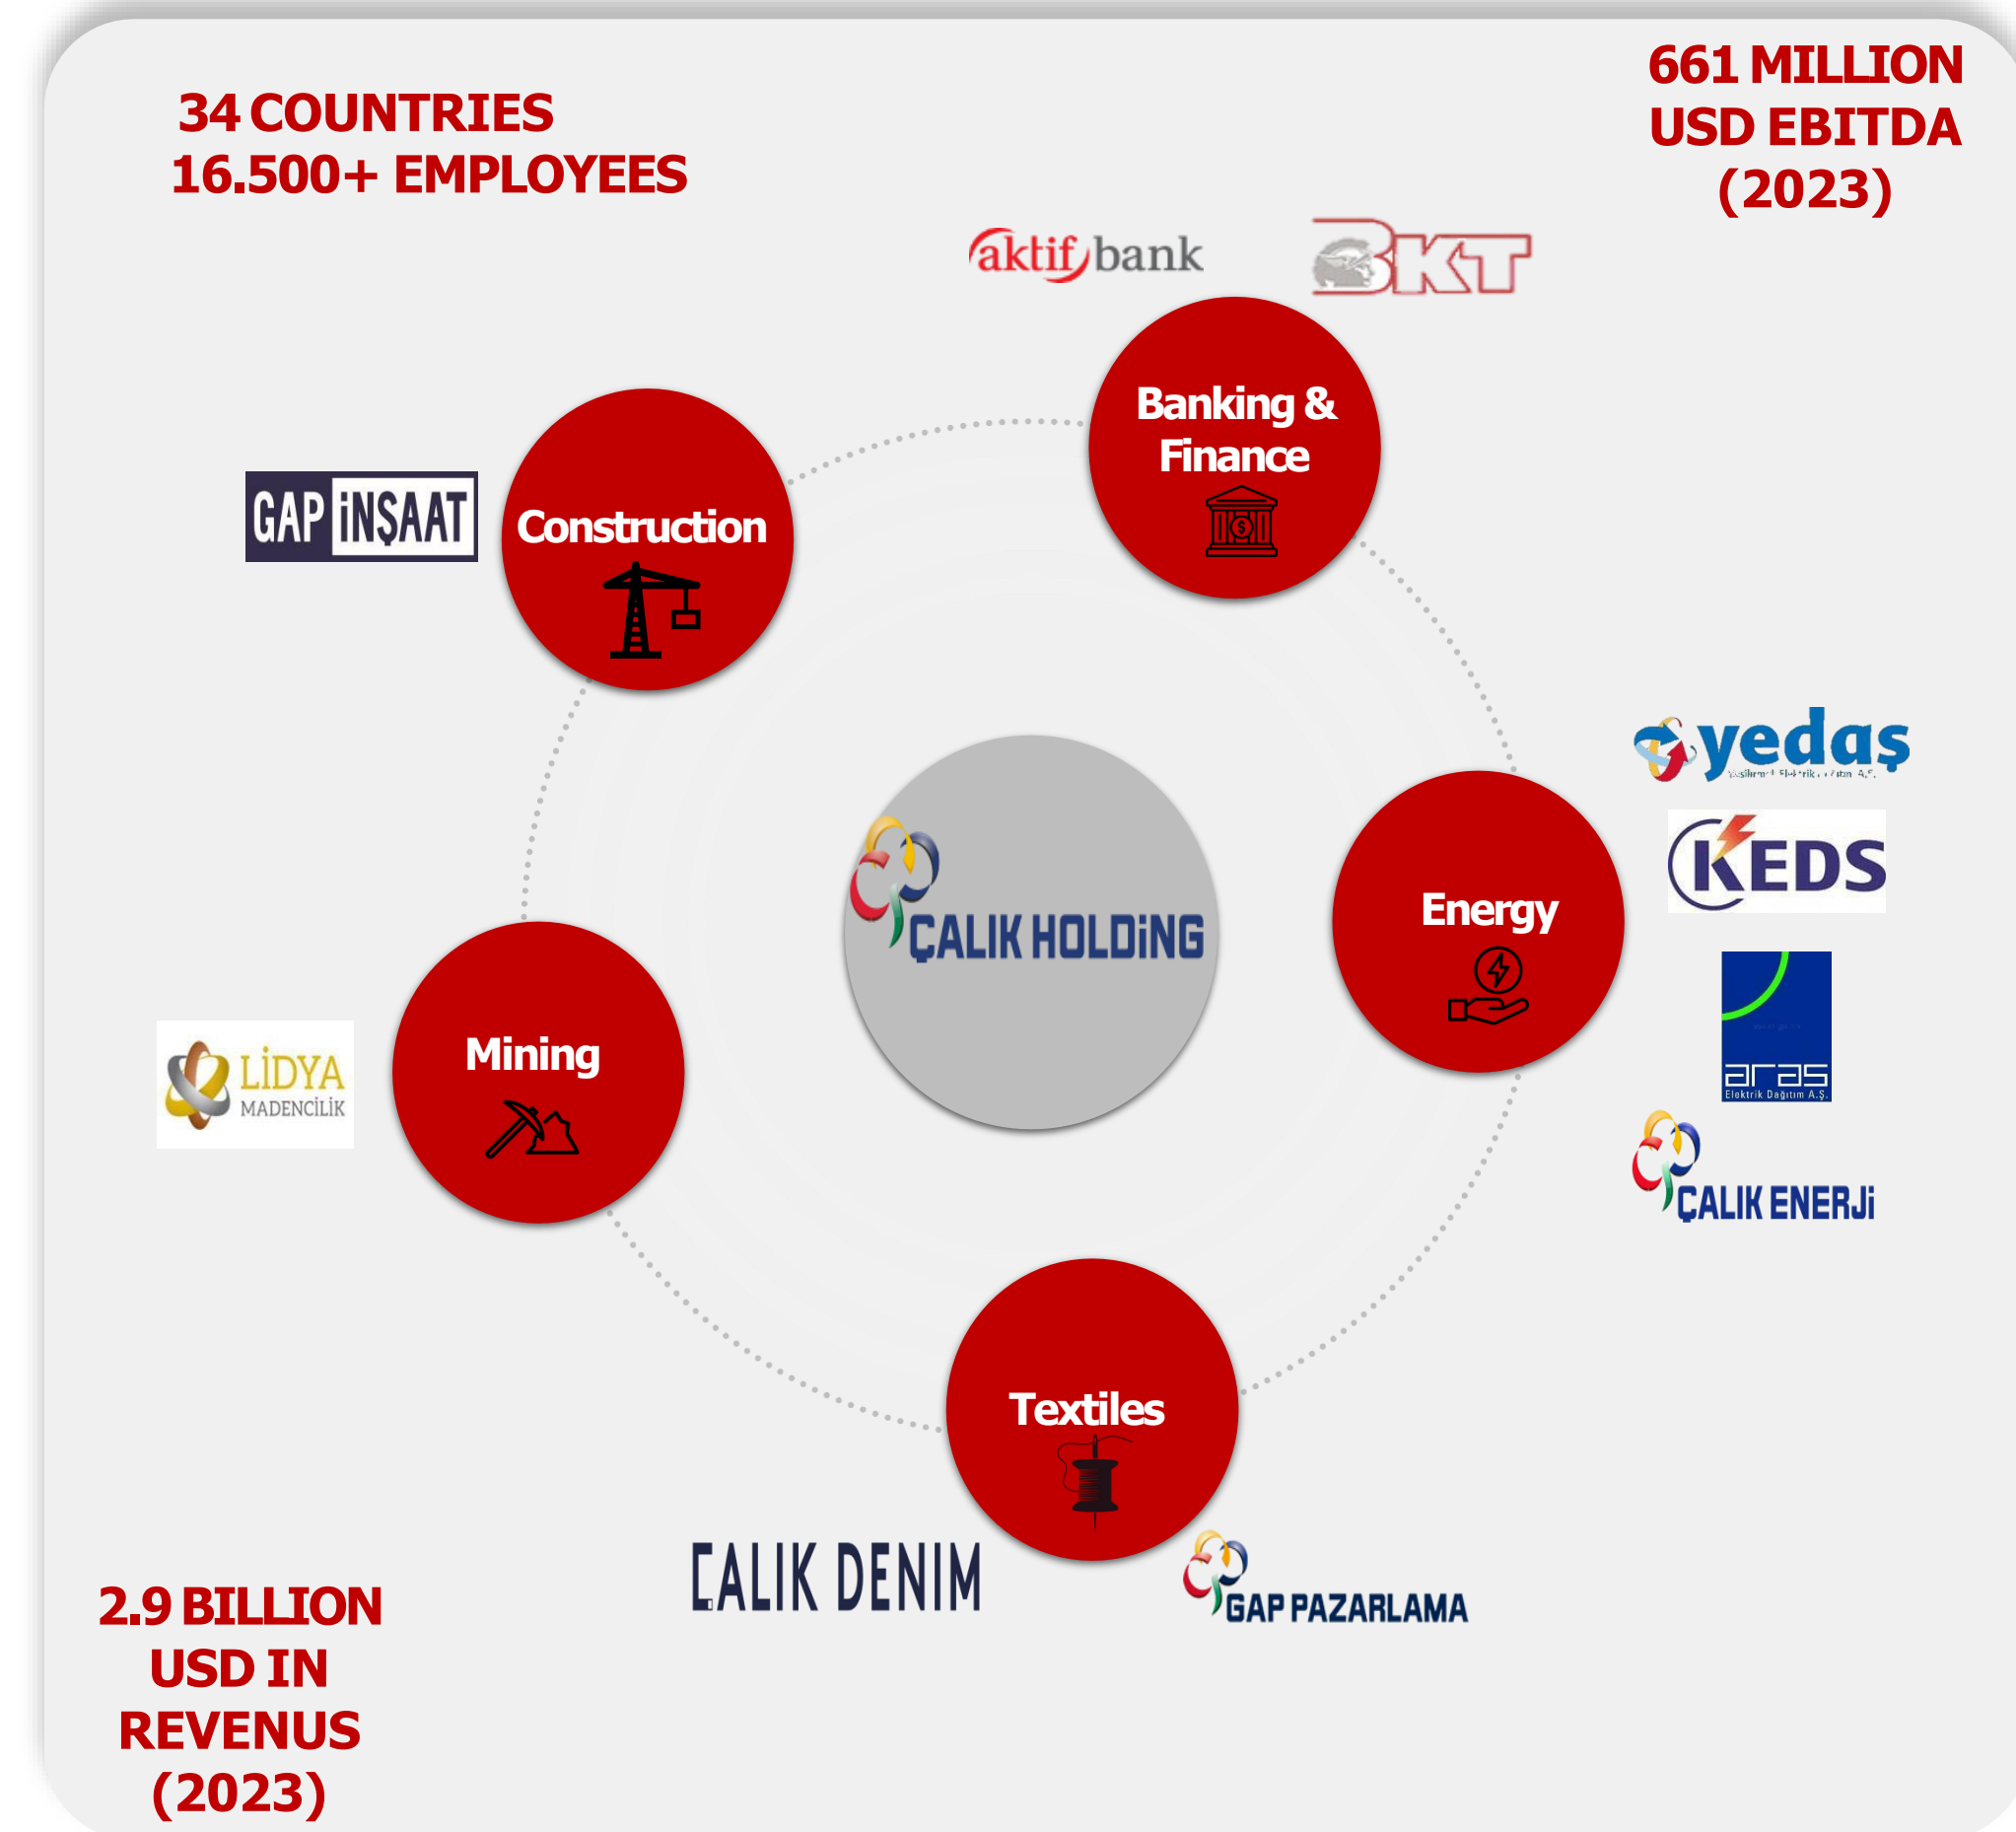 34 COUNTRIES
16.500+ EMPLOYEES
661 MILLION
USD EBITDA
(2023)
aktif bank
BKT
Banking &
Finance
Construction
GAP İNŞAAT
yedaş
KEDS
Energy
ÇALIK HOLDİNG
aras
Elektrik Dağıtım A.Ş.
Mining
LİDYA
MADENCİLİK
ÇALIK ENERJİ
Textiles
ÇALIK DENIM
GAP PAZARLAMA
2.9 BILLION
USD IN
REVENUS
(2023)